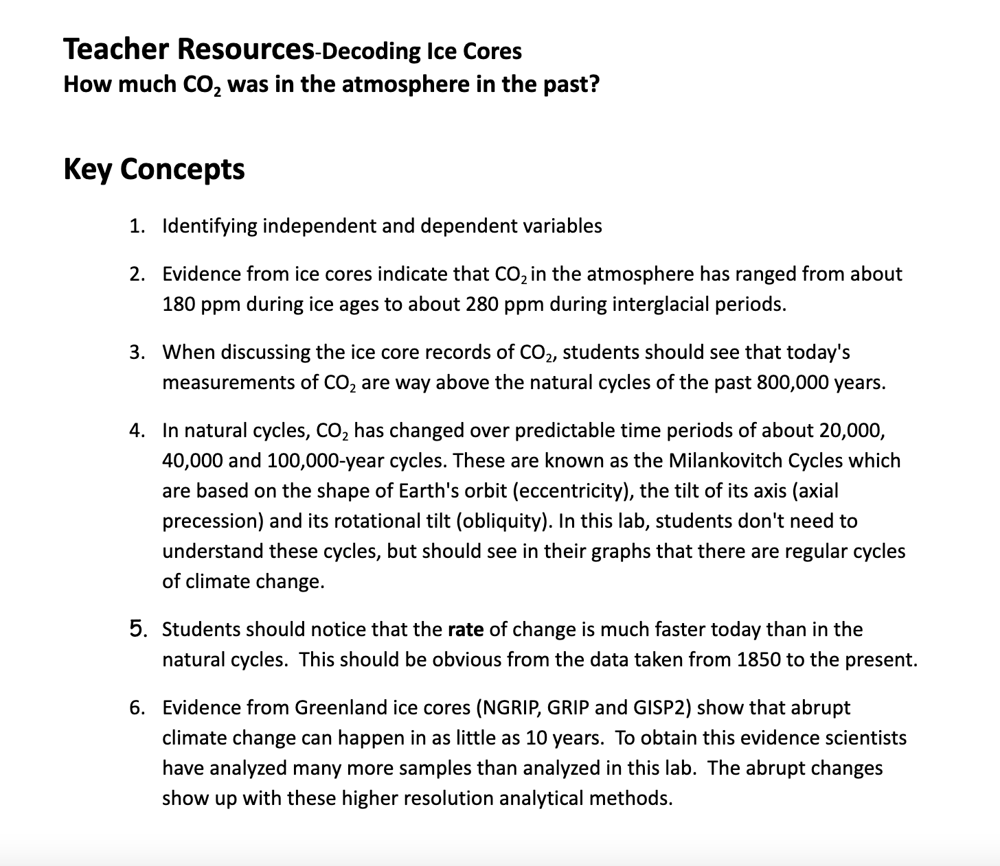 Teacher Resources-Decoding Ice Cores
How much CO₂ was in the atmosphere in the past?
Key Concepts
1. Identifying independent and dependent variables
2. Evidence from ice cores indicate that CO₂ in the atmosphere has ranged from about
180 ppm during ice ages to about 280 ppm during interglacial periods.
3. When discussing the ice core records of CO₂, students should see that today's
measurements of CO₂ are way above the natural cycles of the past 800,000 years.
4. In natural cycles, CO₂ has changed over predictable time periods of about 20,000,
40,000 and 100,000-year cycles. These are known as the Milankovitch Cycles which
are based on the shape of Earth's orbit (eccentricity), the tilt of its axis (axial
precession) and its rotational tilt (obliquity). In this lab, students don't need to
understand these cycles, but should see in their graphs that there are regular cycles
of climate change.
5. Students should notice that the rate of change is much faster today than in the
natural cycles.  This should be obvious from the data taken from 1850 to the present.
6. Evidence from Greenland ice cores (NGRIP, GRIP and GISP2) show that abrupt
climate change can happen in as little as 10 years.  To obtain this evidence scientists
have analyzed many more samples than analyzed in this lab.  The abrupt changes
show up with these higher resolution analytical methods.